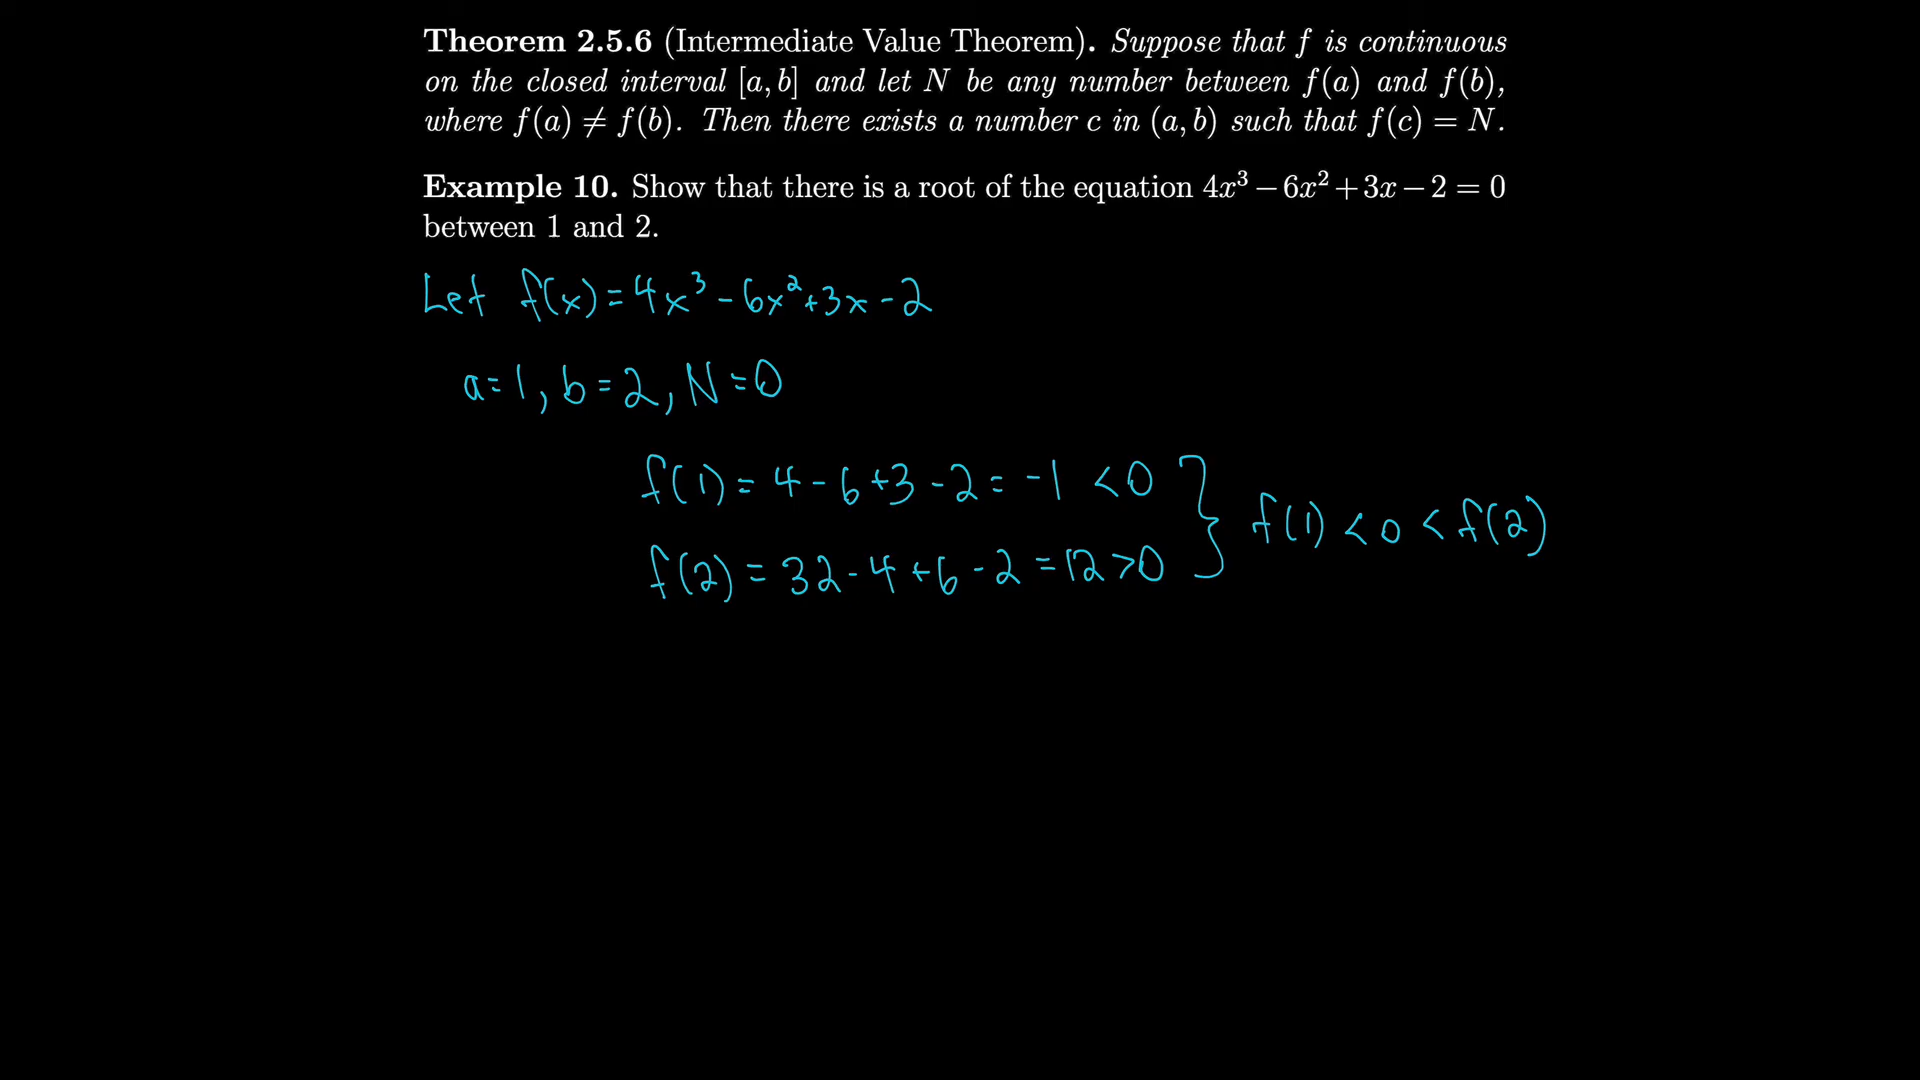 Theorem 2.5.6 (Intermediate Value Theorem). Suppose that f is continuous
on the closed interval [a, b] and let N be any number between f(a) and f(b),
where f(a) ≠ f(b). Then there exists a number c in (a, b) such that f(c) = N.
Example 10. Show that there is a root of the equation 4x³ − 6x² + 3x − 2 = 0
between 1 and 2.
Let f(x) = 4x³ - 6x² + 3x - 2
a = 1, b = 2, N = 0
f(1) = 4 - 6 + 3 - 2 = -1 < 0
f(2) = 32 - 4 + 6 - 2 = 12 > 0
} f(1) < 0 < f(2)